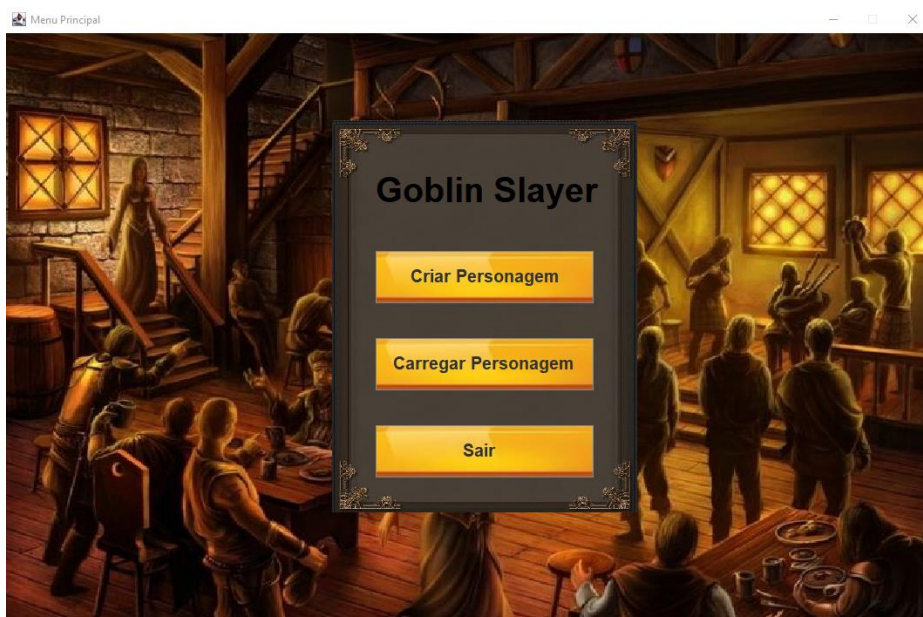 Menu Principal
Goblin Slayer
Criar Personagem
Carregar Personagem
Sair